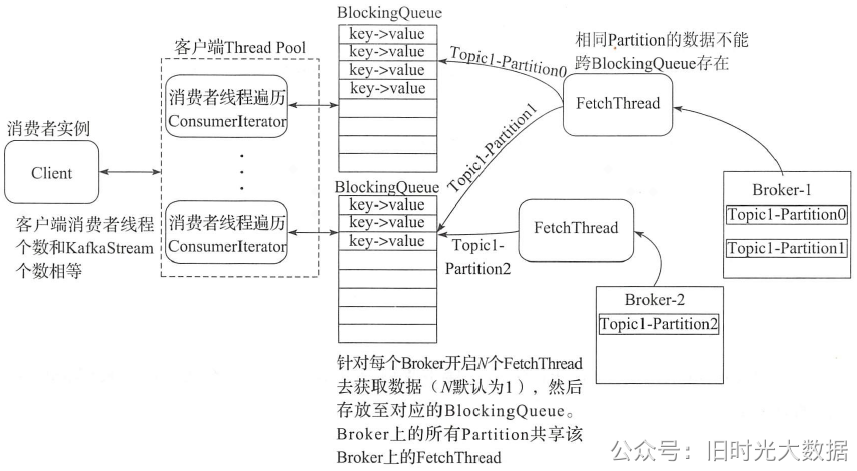 BlockingQueue
key->value
key->value
key->value
key->value
客户端Thread Pool
消费者线程遍历
ConsumerIterator
·
·
·
消费者线程遍历
ConsumerIterator
消费者实例
Client
客户端消费者线程
个数和KafkaStream
个数相等
BlockingQueue
key->value
key->value
key->value
Topic1-Partition0
Topic1-Partition1
Topic1-
Partition2
相同Partition的数据不能
跨BlockingQueue存在
FetchThread
FetchThread
Broker-1
Topic1-Partition0
Topic1-Partition1
Broker-2
Topic1-Partition2
针对每个Broker开启N个FetchThread
去获取数据（N默认为1），然后
存放至对应的BlockingQueue。
Broker上的所有Partition共享该
Broker上的FetchThread
公众号：旧时光大数据